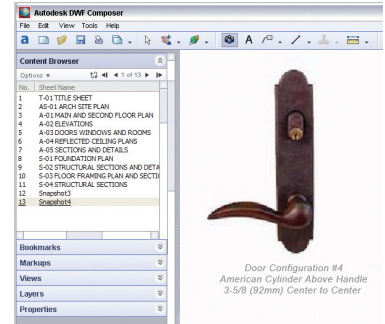 Autodesk DWF Composer
File Edit View Tools Help
Content Browser
Options 1 of 13
No. Sheet Name
1 T-01 TITLE SHEET
2 AS-01 ARCH SITE PLAN
3 A-01 MAIN AND SECOND FLOOR PLAN
4 A-02 ELEVATIONS
5 A-03 DOORS WINDOWS AND ROOMS
6 A-04 REFLECTED CEILING PLANS
7 A-05 SECTIONS AND DETAILS
8 S-01 FOUNDATION PLAN
9 S-02 STRUCTURAL SECTIONS AND DETA
10 S-03 FLOOR FRAMING PLAN AND SECTI
11 S-04 STRUCTURAL SECTIONS
12 Snapshot3
13 Snapshot4
Bookmarks
Markups
Views
Layers
Properties
Door Configuration #4
American Cylinder Above Handle
3-5/8 (92mm) Center to Center